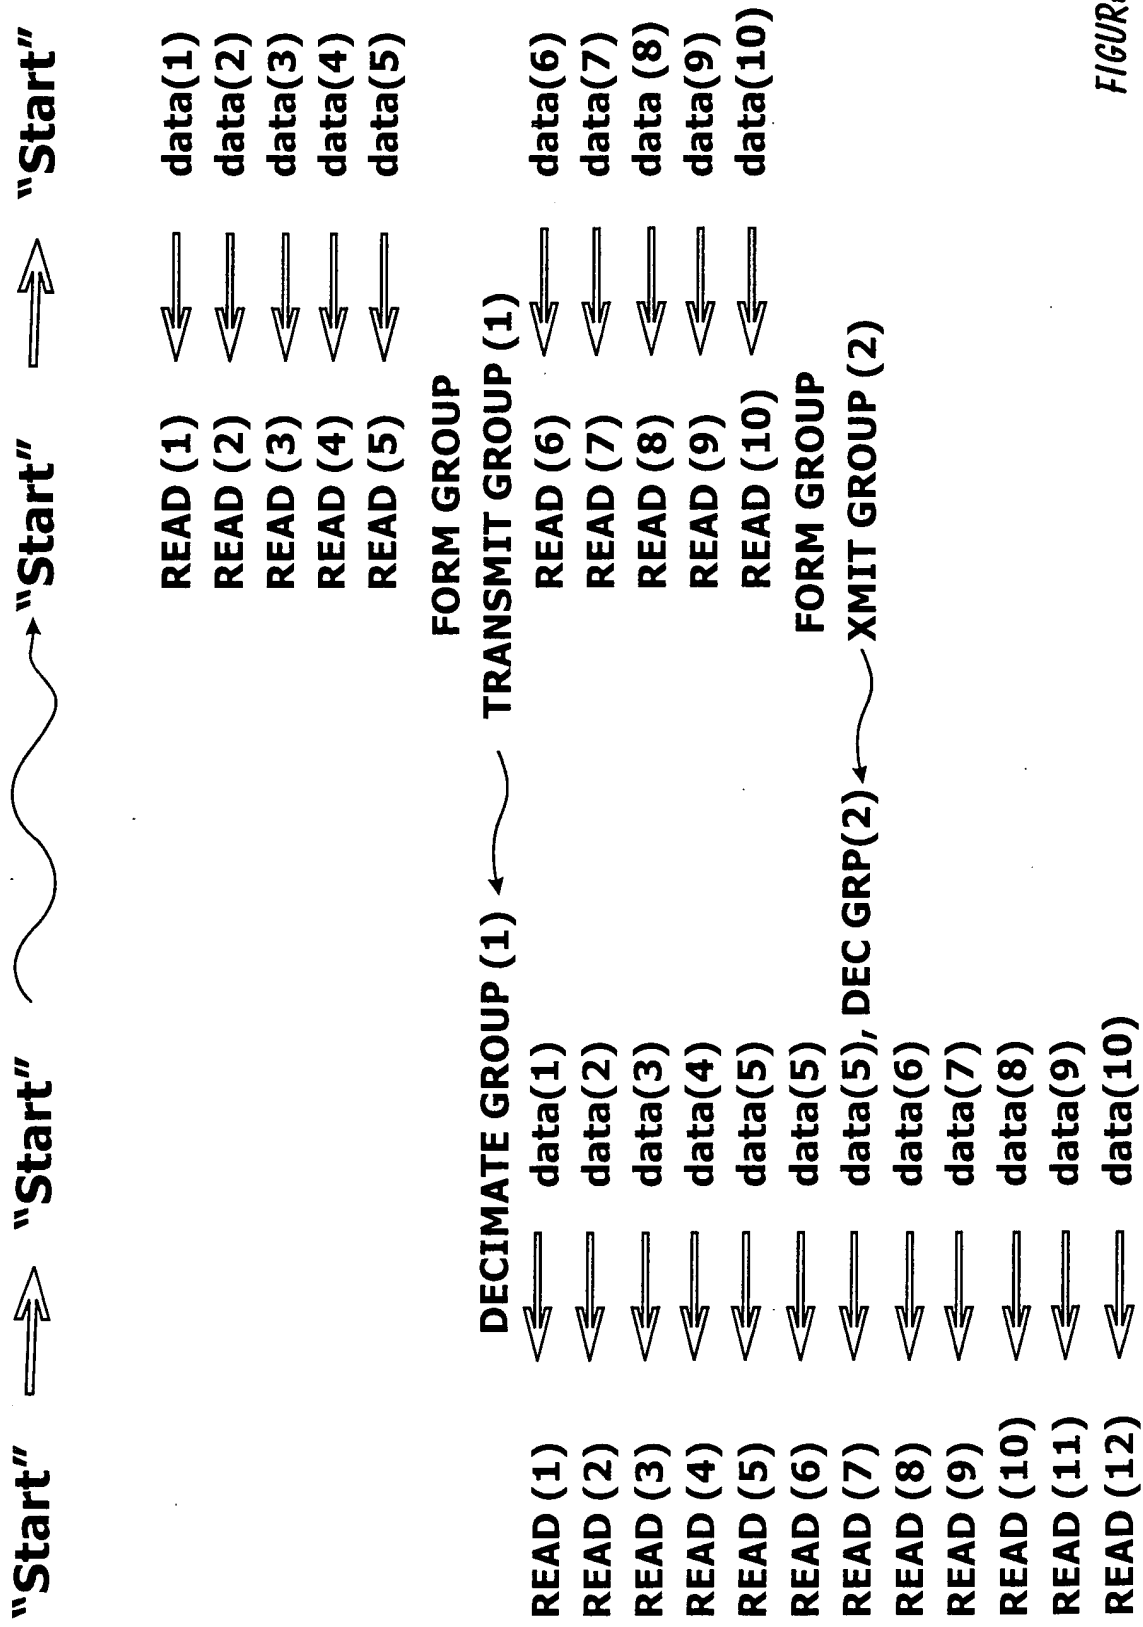 “Start” “Start” “Start” “Start”
READ (1) data(1)
READ (2) data(2)
READ (3) data(3)
READ (4) data(4)
READ (5) data(5)
FORM GROUP
DECIMATE GROUP (1) TRANSMIT GROUP (1)
READ (1) data(1) READ (6) data(6)
READ (2) data(2) READ (7) data(7)
READ (3) data(3) READ (8) data (8)
READ (4) data(4) READ (9) data(9)
READ (5) data(5) READ (10) data(10)
READ (6) data(5) FORM GROUP
READ (7) data(5), DEC GRP(2) XMIT GROUP (2)
READ (8) data(6)
READ (9) data(7)
READ (10) data(8)
READ (11) data(9)
READ (12) data(10)